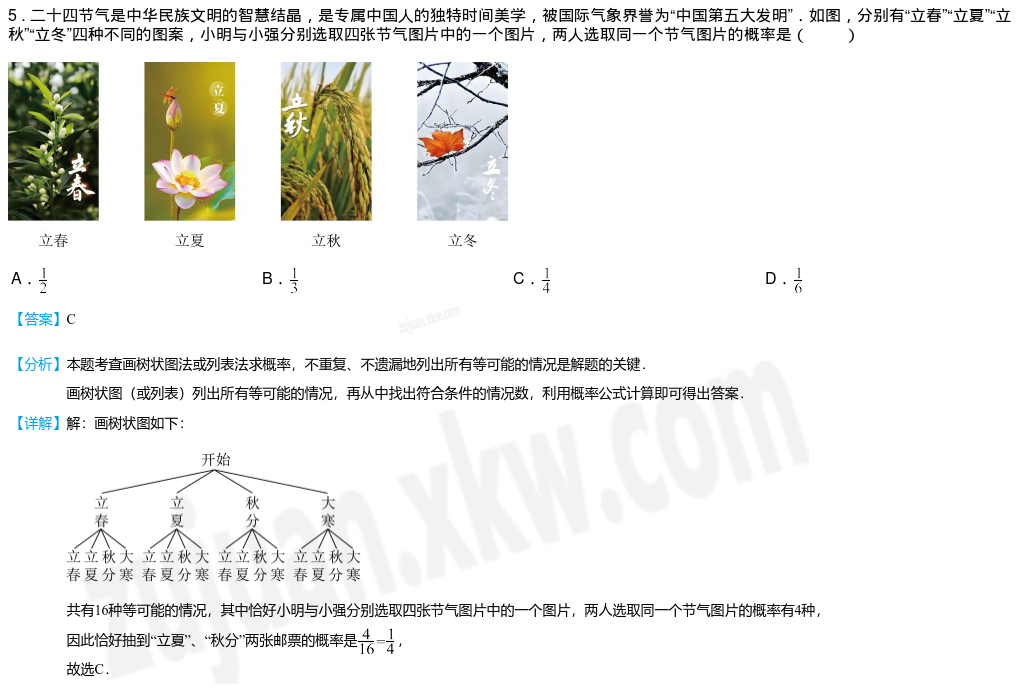 5．二十四节气是中华民族文明的智慧结晶，是专属中国人的独特时间美学，被国际气象界誉为“中国第五大发明”．如图，分别有“立春”“立夏”“立
秋”“立冬”四种不同的图案，小明与小强分别选取四张节气图片中的一个图片，两人选取同一个节气图片的概率是（　　）
立春 立夏 立秋 立冬
立春 立夏 立秋 立冬
A．1/2 B．1/3 C．1/4 D．1/6
【答案】C
【分析】本题考查画树状图法或列表法求概率，不重复、不遗漏地列出所有等可能的情况是解题的关键．
画树状图（或列表）列出所有等可能的情况，再从中找出符合条件的情况数，利用概率公式计算即可得出答案．
【详解】解：画树状图如下：
开始
立春 立夏 秋分 大寒
立春 立夏 秋分 大寒 立春 立夏 秋分 大寒 立春 立夏 秋分 大寒 立春 立夏 秋分 大寒
共有16种等可能的情况，其中恰好小明与小强分别选取四张节气图片中的一个图片，两人选取同一个节气图片的概率有4种，
因此恰好抽到“立夏”、“秋分”两张邮票的概率是4/16=1/4，
故选C．
zujuan.xkw.com
zujuan.xkw.com